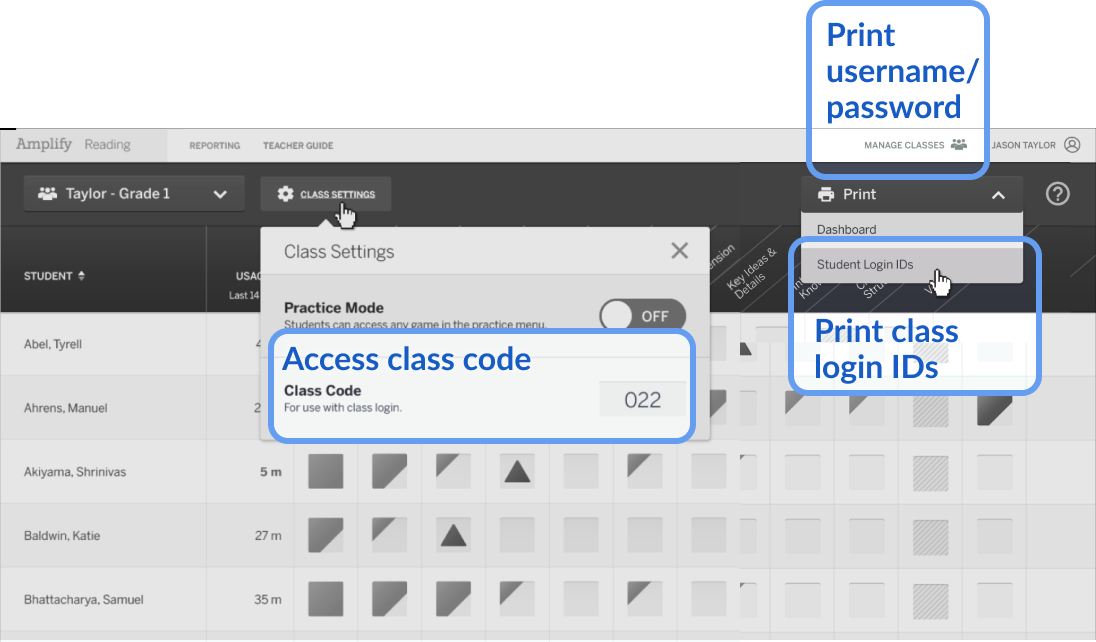 Print
username/
password
Amplify Reading REPORTING TEACHER GUIDE MANAGE CLASSES JASON TAYLOR
Taylor - Grade 1 CLASS SETTINGS Print
Dashboard
Student Login IDs
Class Settings
STUDENT
Last 14
Key Ideas &
Details
Practice Mode OFF
Students can access any game in the practice menu.
Print class
login IDs
Access class code
Class Code 022
For use with class login.
Abel, Tyrell
Ahrens, Manuel
Akiyama, Shrinivas 5 m
Baldwin, Katie 27 m
Bhattacharya, Samuel 35 m